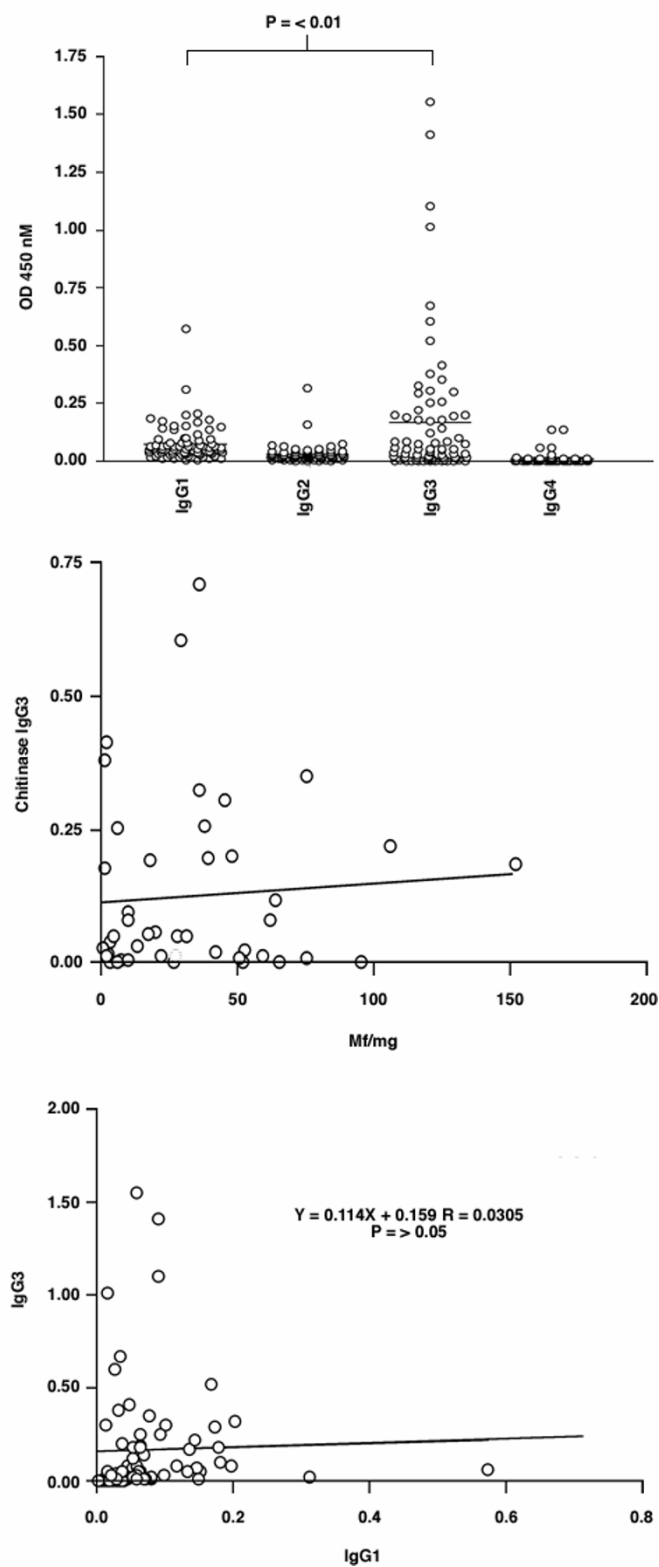 P = < 0.01
1.75
1.50
1.25
1.00
0.75
0.50
0.25
0.00
OD 450 nM
IgG1 IgG2 IgG3 IgG4
0.75
0.50
0.25
0.00
Chitinase IgG3
0 50 100 150 200
Mf/mg
2.00
1.50
1.00
0.50
0.00
IgG3
Y = 0.114X + 0.159 R = 0.0305
P = > 0.05
0.0 0.2 0.4 0.6 0.8
IgG1